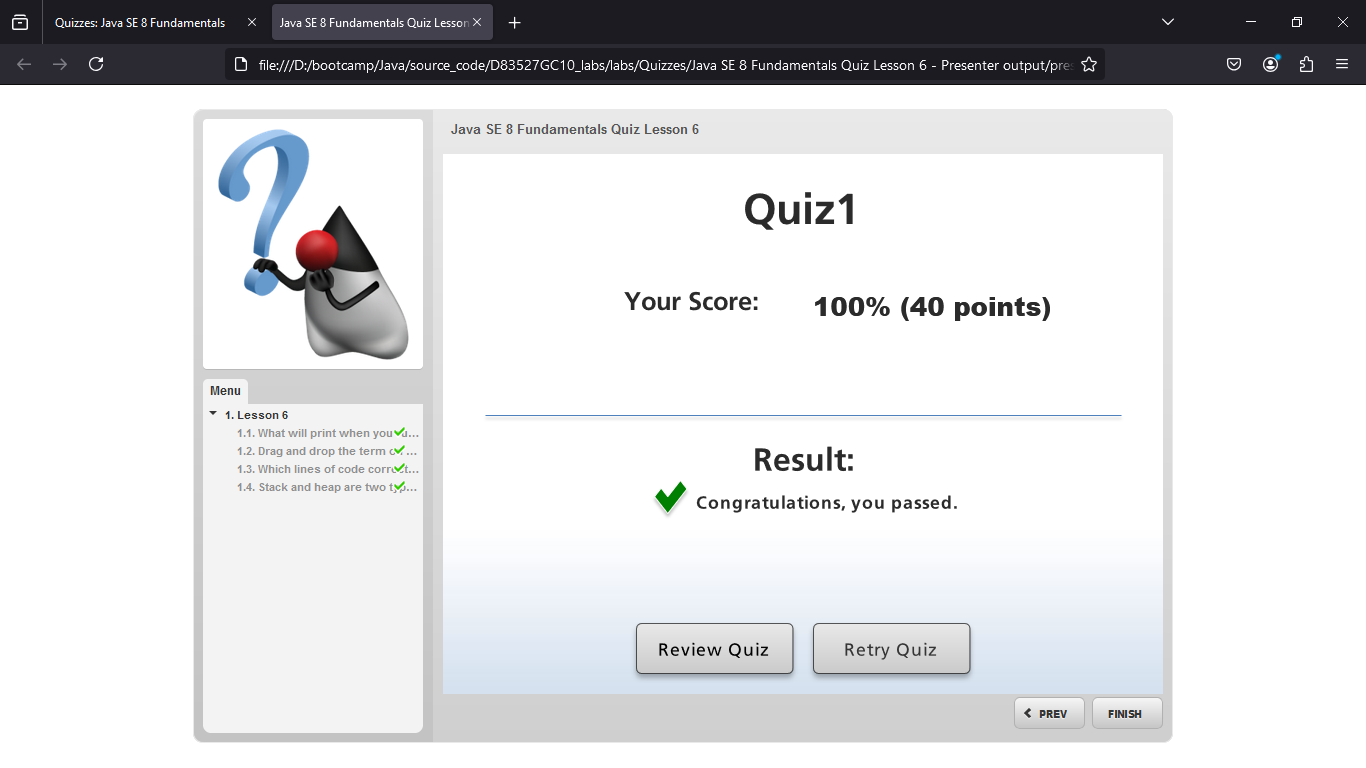 Quizzes: Java SE 8 Fundamentals
Java SE 8 Fundamentals Quiz Lesson
file:///D:/bootcamp/Java/source_code/D83527GC10_labs/labs/Quizzes/Java SE 8 Fundamentals Quiz Lesson 6 - Presenter output/pres
Java SE 8 Fundamentals Quiz Lesson 6
Quiz1
Your Score: 100% (40 points)
Result:
Congratulations, you passed.
Review Quiz Retry Quiz
Menu
1. Lesson 6
1.1. What will print when you ...
1.2. Drag and drop the term ...
1.3. Which lines of code correct...
1.4. Stack and heap are two typ...
PREV FINISH